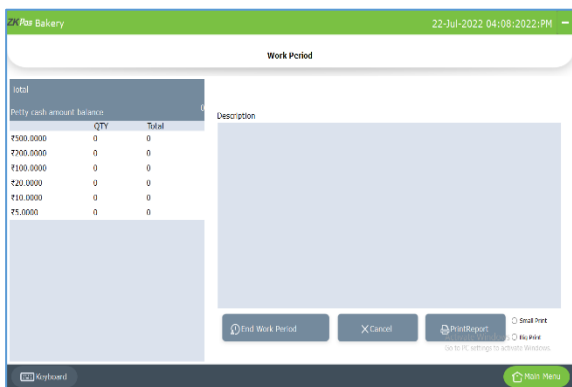 ZKPos Bakery 22-Jul-2022 04:08:2022:PM
Work Period
Total
Petty cash amount balance 0
Description
QTY Total
₹500.0000 0 0
₹200.0000 0 0
₹100.0000 0 0
₹20.0000 0 0
₹10.0000 0 0
₹5.0000 0 0
End Work Period Cancel PrintReport Small Print
Big Print
Go to PC settings to activate Windows.
Keyboard Main Menu